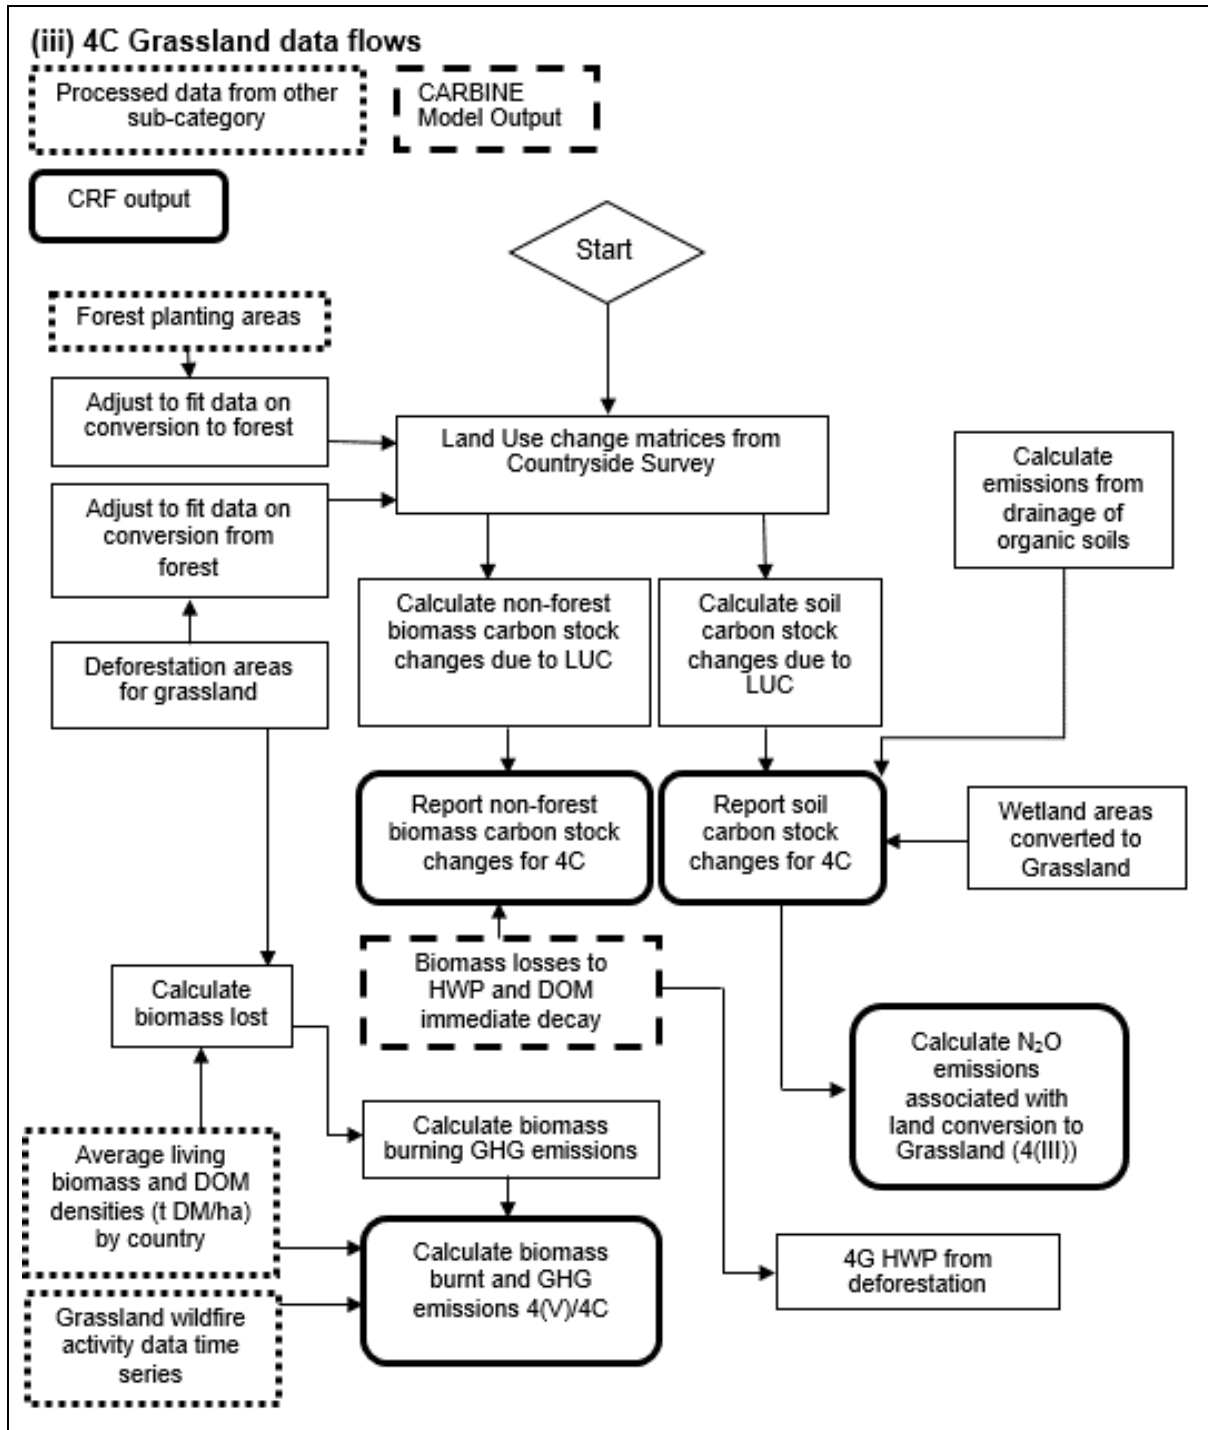 (iii) 4C Grassland data flows
Processed data from other
sub-category
CARBINE
Model Output
CRF output
Start
Forest planting areas
Adjust to fit data on
conversion to forest
Land Use change matrices from
Countryside Survey
Calculate
emissions from
drainage of
organic soils
Adjust to fit data on
conversion from
forest
Calculate non-forest
biomass carbon stock
changes due to LUC
Calculate soil
carbon stock
changes due to
LUC
Deforestation areas
for grassland
Report non-forest
biomass carbon stock
changes for 4C
Report soil
carbon stock
changes for 4C
Wetland areas
converted to
Grassland
Biomass losses to
HWP and DOM
immediate decay
Calculate
biomass lost
Calculate N₂O
emissions
associated with
land conversion to
Grassland (4(III))
Calculate biomass
burning GHG emissions
Average living
biomass and DOM
densities (t DM/ha)
by country
Calculate biomass
burnt and GHG
emissions 4(V)/4C
4G HWP from
deforestation
Grassland wildfire
activity data time
series